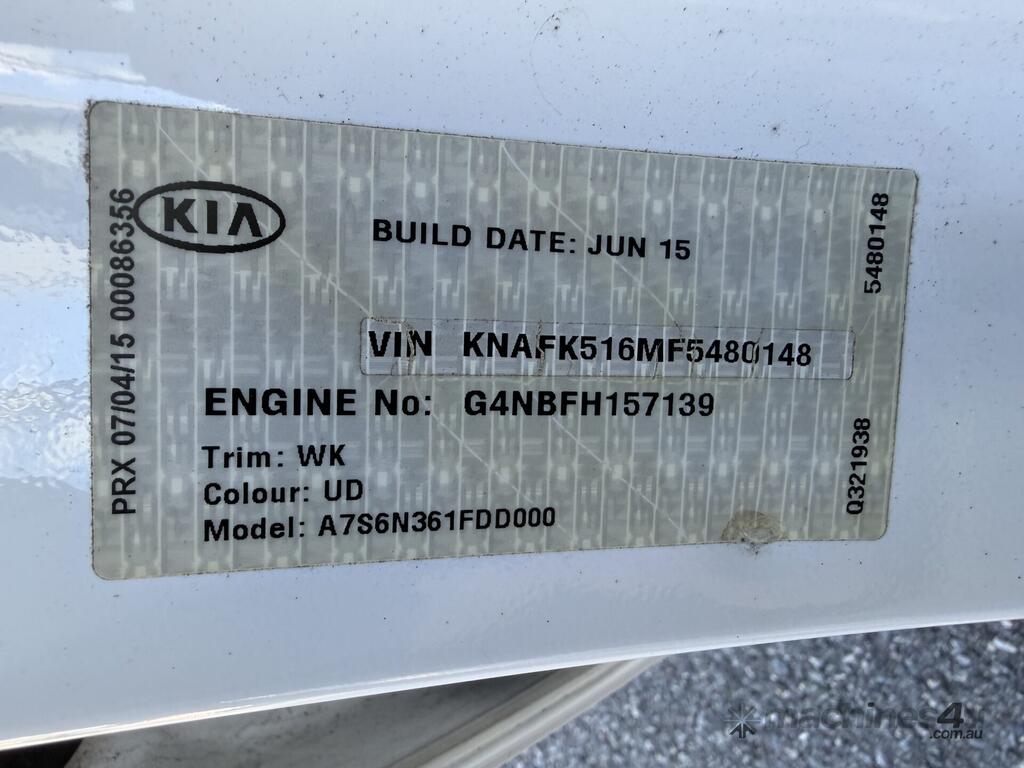 PRX 07/04/15 00086356
KIA
BUILD DATE: JUN 15
VIN KNAFK516MF5480148
ENGINE No: G4NBFH157139
Trim: WK
Colour: UD
Model: A7S6N361FDD000
5480148
Q321938
machines4u
.com.au